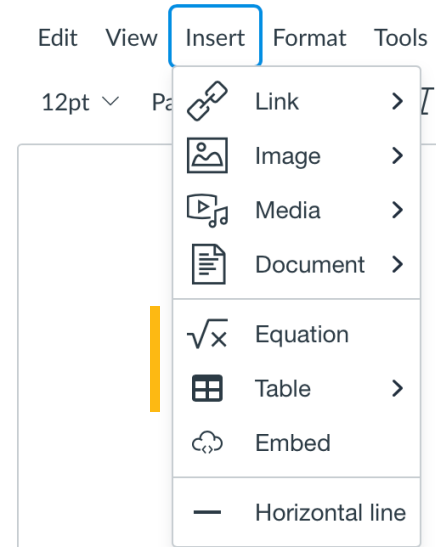 Edit View Insert Format Tools
12pt
Link
Image
Media
Document
Equation
Table
Embed
Horizontal line